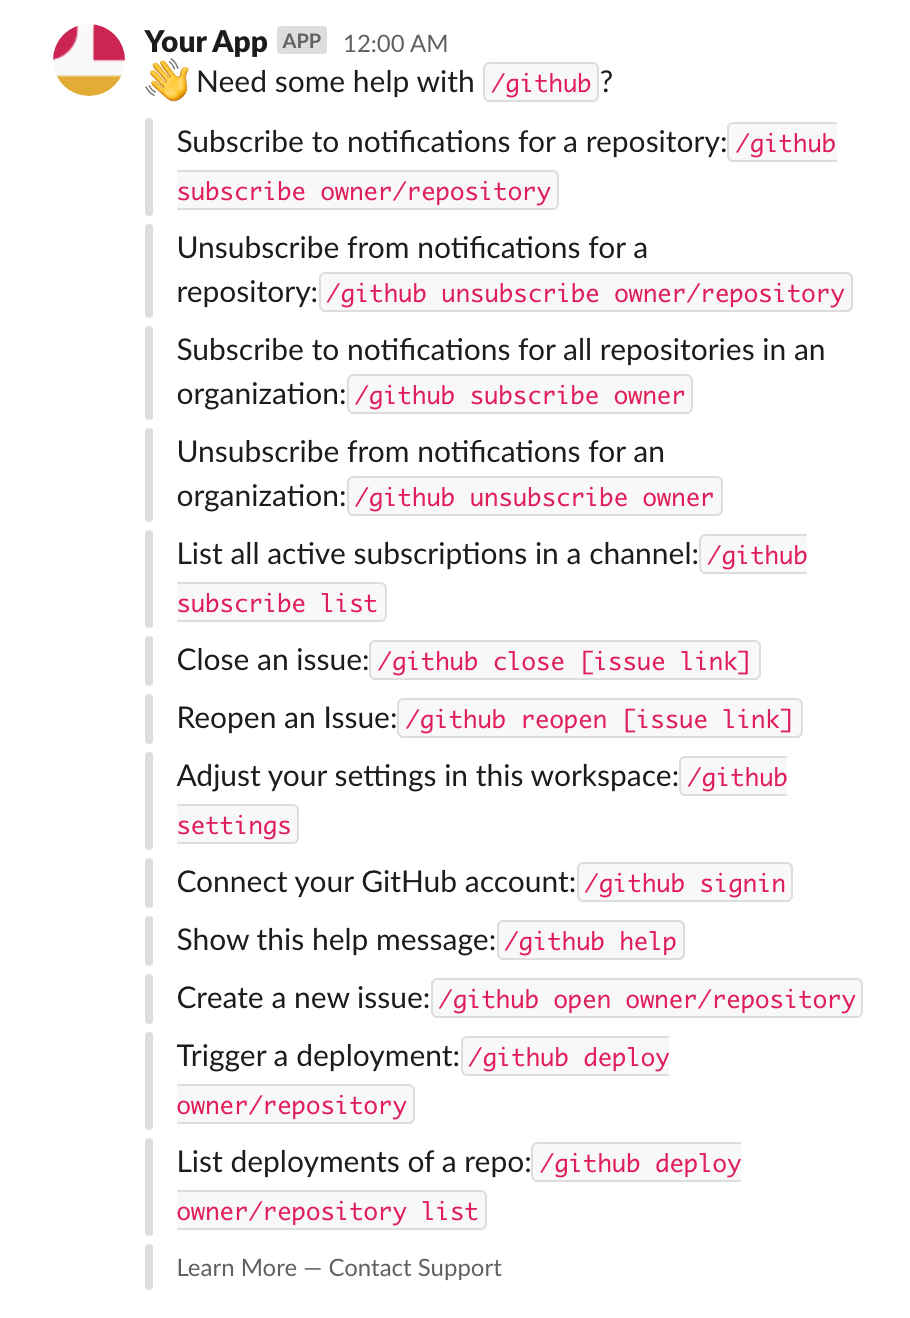 Your App APP 12:00 AM
👋 Need some help with /github?
Subscribe to notifications for a repository: /github
subscribe owner/repository
Unsubscribe from notifications for a
repository: /github unsubscribe owner/repository
Subscribe to notifications for all repositories in an
organization: /github subscribe owner
Unsubscribe from notifications for an
organization: /github unsubscribe owner
List all active subscriptions in a channel: /github
subscribe list
Close an issue: /github close [issue link]
Reopen an Issue: /github reopen [issue link]
Adjust your settings in this workspace: /github
settings
Connect your GitHub account: /github signin
Show this help message: /github help
Create a new issue: /github open owner/repository
Trigger a deployment: /github deploy
owner/repository
List deployments of a repo: /github deploy
owner/repository list
Learn More — Contact Support